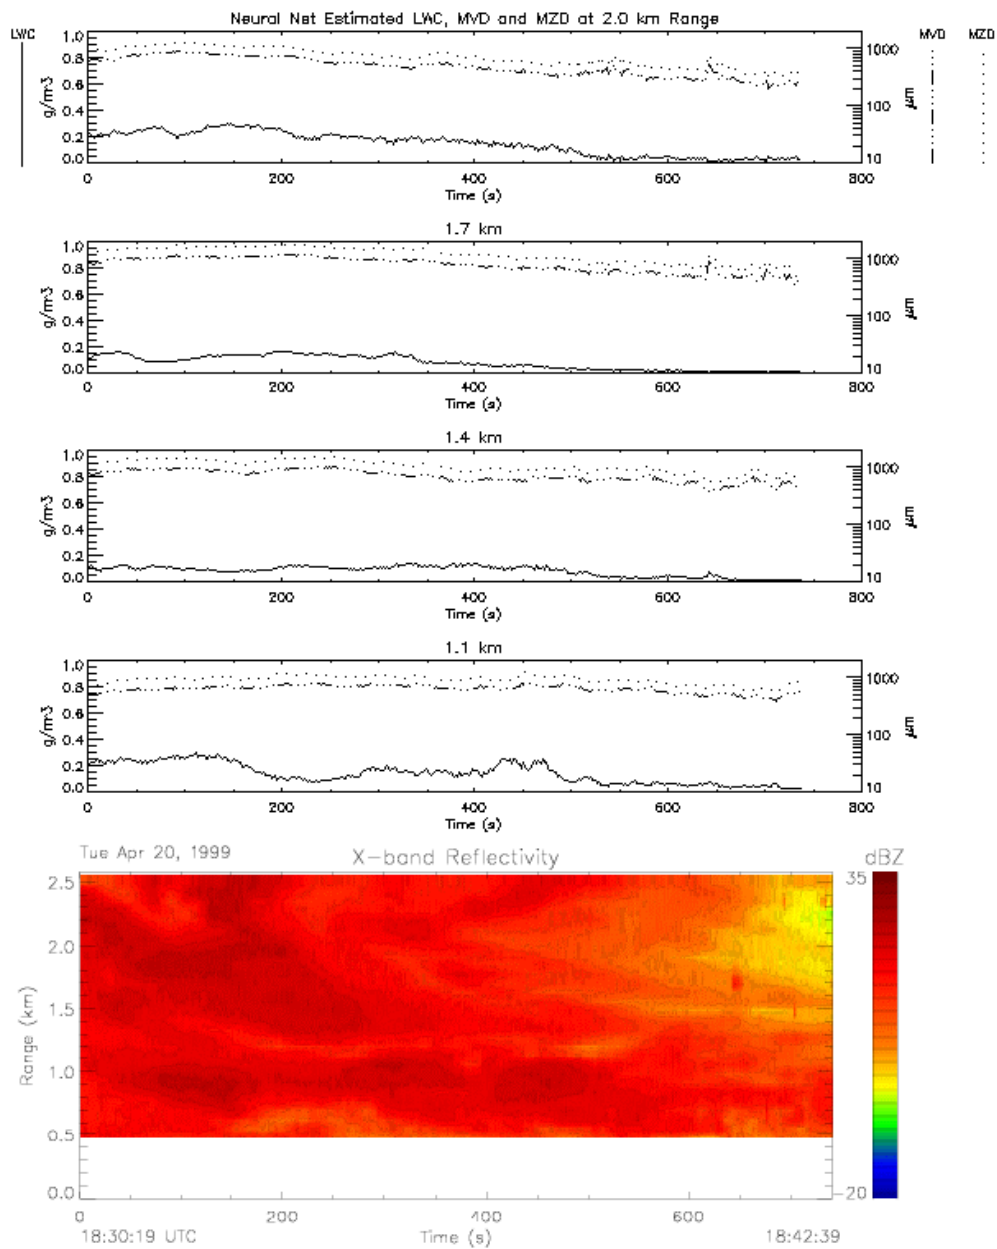 Neural Net Estimated LWC, MVD and MZD at 2.0 km Range
LWC
MVD
MZD
1.0
0.8
0.6
0.4
0.2
0.0
g/m3
1000
100
10
μm
0 200 400 600 800
Time (s)
1.7 km
1.0
0.8
0.6
0.4
0.2
0.0
g/m3
1000
100
10
μm
0 200 400 600 800
Time (s)
1.4 km
1.0
0.8
0.6
0.4
0.2
0.0
g/m3
1000
100
10
μm
0 200 400 600 800
Time (s)
1.1 km
1.0
0.8
0.6
0.4
0.2
0.0
g/m3
1000
100
10
μm
0 200 400 600 800
Time (s)
Tue Apr 20, 1999
X-band Reflectivity
dBZ
35
-20
2.5
2.0
1.5
1.0
0.5
0.0
Range (km)
0 200 400 600
18:30:19 UTC
Time (s)
18:42:39